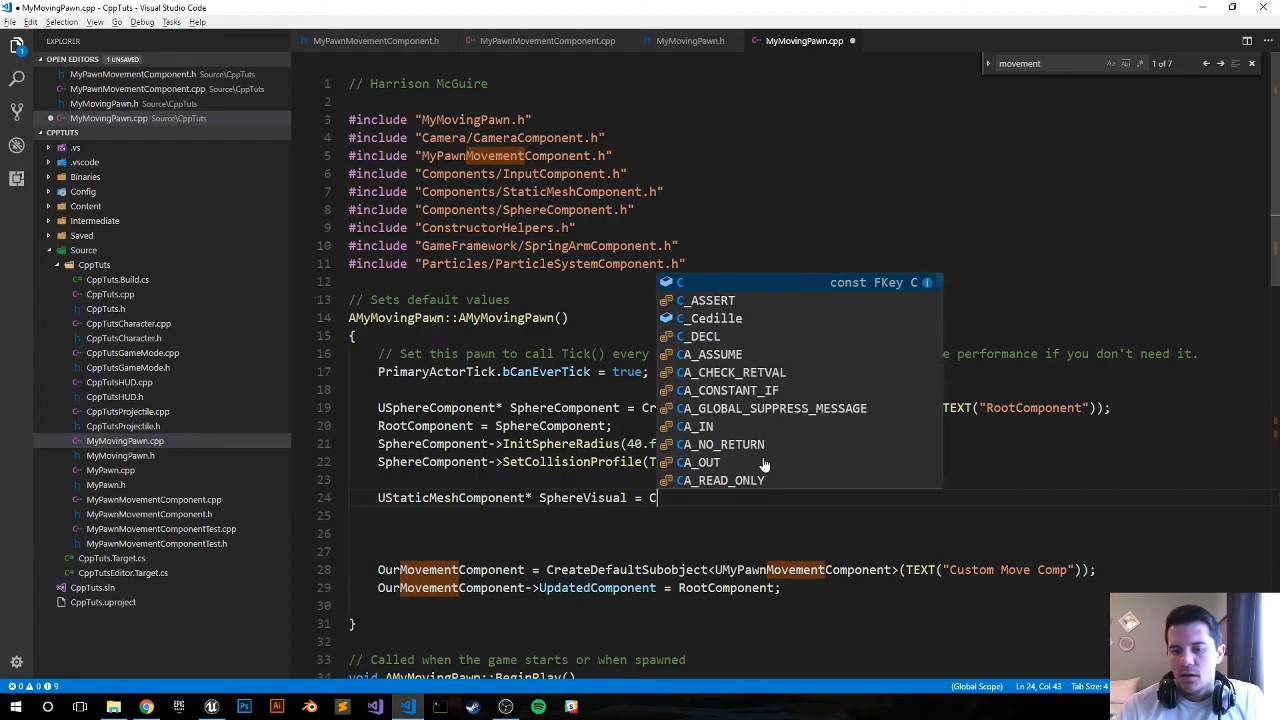 MyMovingPawn.cpp - CppTuts - Visual Studio Code
File Edit Selection View Go Debug Tasks Help
EXPLORER
MyPawnMovementComponent.h MyPawnMovementComponent.cpp MyMovingPawn.h MyMovingPawn.cpp
OPEN EDITORS 1 UNSAVED
MyPawnMovementComponent.h Source\CppTuts
MyPawnMovementComponent.cpp Source\CppTuts
MyMovingPawn.h Source\CppTuts
MyMovingPawn.cpp Source\CppTuts
CPPTUTS
.vs
.vscode
Binaries
Config
Content
Intermediate
Saved
Source
CppTuts
CppTuts.Build.cs
CppTuts.cpp
CppTuts.h
CppTutsCharacter.cpp
CppTutsCharacter.h
CppTutsGameMode.cpp
CppTutsGameMode.h
CppTutsHUD.cpp
CppTutsHUD.h
CppTutsProjectile.cpp
CppTutsProjectile.h
MyMovingPawn.cpp
MyMovingPawn.h
MyPawn.cpp
MyPawn.h
MyPawnMovementComponent.cpp
MyPawnMovementComponent.h
MyPawnMovementComponentTest.cpp
MyPawnMovementComponentTest.h
CppTuts.Target.cs
CppTutsEditor.Target.cs
CppTuts.sln
CppTuts.uproject
movement Aa Ab| .* 1 of 7
1 // Harrison McGuire
2
3 #include "MyMovingPawn.h"
4 #include "Camera/CameraComponent.h"
5 #include "MyPawnMovementComponent.h"
6 #include "Components/InputComponent.h"
7 #include "Components/StaticMeshComponent.h"
8 #include "Components/SphereComponent.h"
9 #include "ConstructorHelpers.h"
10 #include "GameFramework/SpringArmComponent.h"
11 #include "Particles/ParticleSystemComponent.h"
12
13 // Sets default values
14 AMyMovingPawn::AMyMovingPawn()
15 {
16 // Set this pawn to call Tick() every e performance if you don't need it.
17 PrimaryActorTick.bCanEverTick = true;
18
19 USphereComponent* SphereComponent = Cr TEXT("RootComponent"));
20 RootComponent = SphereComponent;
21 SphereComponent->InitSphereRadius(40.f
22 SphereComponent->SetCollisionProfile(T
23
24 UStaticMeshComponent* SphereVisual = C
25
26
27
28 OurMovementComponent = CreateDefaultSubobject<UMyPawnMovementComponent>(TEXT("Custom Move Comp"));
29 OurMovementComponent->UpdatedComponent = RootComponent;
30
31 }
32
33 // Called when the game starts or when spawned
34 void AMyMovingPawn::BeginPlay()
C const FKey C
C_ASSERT
C_Cedille
C_DECL
CA_ASSUME
CA_CHECK_RETVAL
CA_CONSTANT_IF
CA_GLOBAL_SUPPRESS_MESSAGE
CA_IN
CA_NO_RETURN
CA_OUT
CA_READ_ONLY
0 0 9 (Global Scope) Ln 24, Col 43 Tab Size: 4